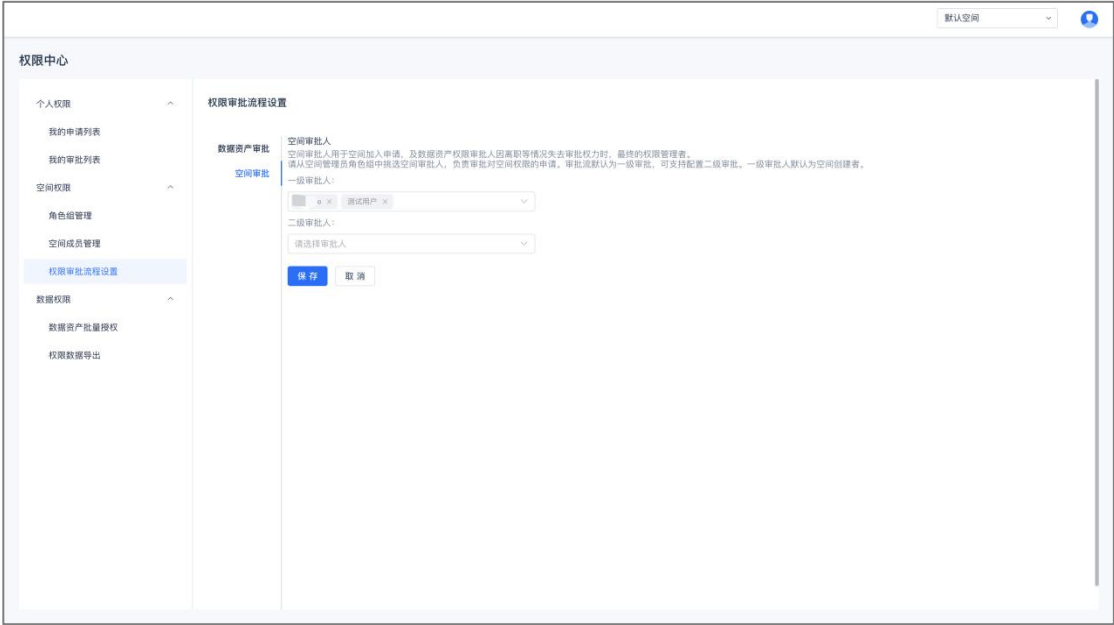 默认空间
权限中心
个人权限
我的申请列表
我的审批列表
空间权限
角色组管理
空间成员管理
权限审批流程设置
数据权限
数据资产批量授权
权限数据导出
权限审批流程设置
数据资产审批
空间审批
空间审批人
空间审批人用于空间加入申请，及数据资产权限审批人因离职等情况失去审批权力时，最终的权限管理者。
请从空间管理员角色组中挑选空间审批人，负责审批对空间权限的申请。审批流默认为一级审批，可支持配置二级审批。一级审批人默认为空间创建者。
一级审批人：
o × 测试用户 ×
二级审批人：
请选择审批人
保存 取消